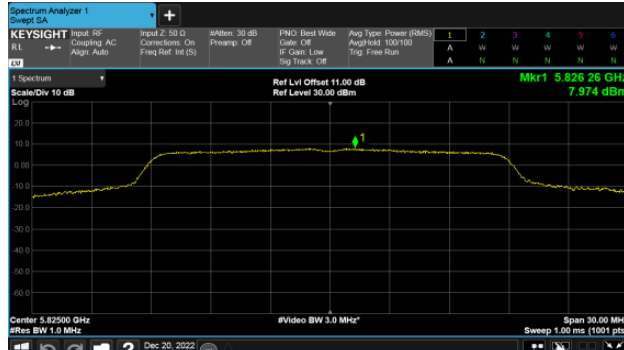 Spectrum Analyzer 1
Swept SA
+
KEYSIGHT Input: RF
RL Coupling: AC
Align: Auto
LXI
Input Z: 50 Ω
Corrections: On
Freq Ref: Int (S)
#Atten: 30 dB
Preamp: Off
PNO: Best Wide
Gate: Off
IF Gain: Low
Sig Track: Off
Avg Type: Power (RMS)
Avg|Hold: 100/100
Trig: Free Run
1 2 3 4 5 6
A W W W W W
A N N N N N
1 Spectrum
Scale/Div 10 dB
Ref Lvl Offset 11.00 dB
Ref Level 30.00 dBm
Mkr1 5.826 26 GHz
7.974 dBm
Log
20.0
10.0
0.00
-10.0
-20.0
-30.0
-40.0
-50.0
-60.0
1
Center 5.82500 GHz
#Res BW 1.0 MHz
#Video BW 3.0 MHz*
Span 30.00 MH
Sweep 1.00 ms (1001 pts
?
Dec 20, 2022